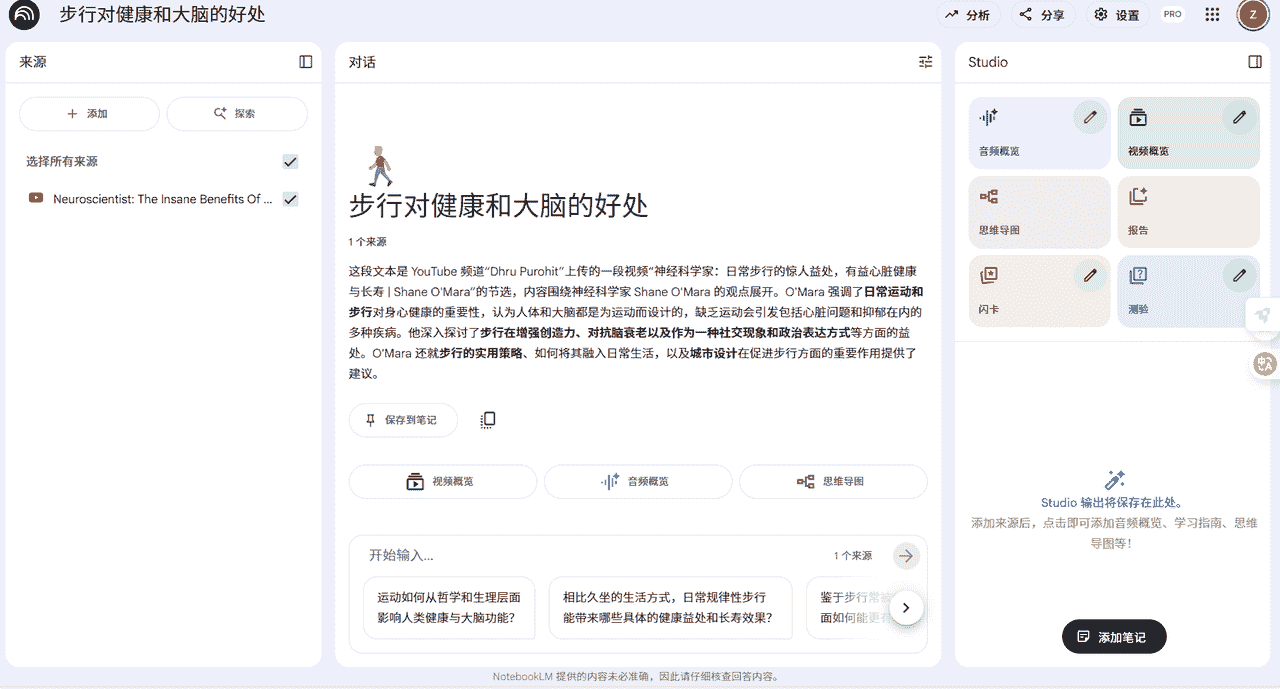 步行对健康和大脑的好处
分析
分享
设置
PRO
Z
来源
添加
探索
选择所有来源
Neuroscientist: The Insane Benefits Of ...
对话
步行对健康和大脑的好处
1 个来源
这段文本是 YouTube 频道“Dhru Purohit”上传的一段视频“神经科学家：日常步行的惊人益处，有益心脏健康
与长寿 | Shane O'Mara”的节选，内容围绕神经科学家 Shane O'Mara 的观点展开。O'Mara 强调了日常运动和
步行对身心健康的重要性，认为人体和大脑都是为运动而设计的，缺乏运动会引发包括心脏问题和抑郁在内的
多种疾病。他深入探讨了步行在增强创造力、对抗脑衰老以及作为一种社交现象和政治表达方式等方面的益
处。O'Mara 还就步行的实用策略、如何将其融入日常生活，以及城市设计在促进步行方面的重要作用提供了
建议。
保存到笔记
视频概览
音频概览
思维导图
开始输入...
1 个来源
运动如何从哲学和生理层面
影响人类健康与大脑功能？
相比久坐的生活方式，日常规律性步行
能带来哪些具体的健康益处和长寿效果？
鉴于步行常
面如何能更有
NotebookLM 提供的内容未必准确，因此请仔细核查回答内容。
Studio
音频概览
视频概览
思维导图
报告
闪卡
测验
Studio 输出将保存在此处。
添加来源后，点击即可添加音频概览、学习指南、思维
导图等！
添加笔记